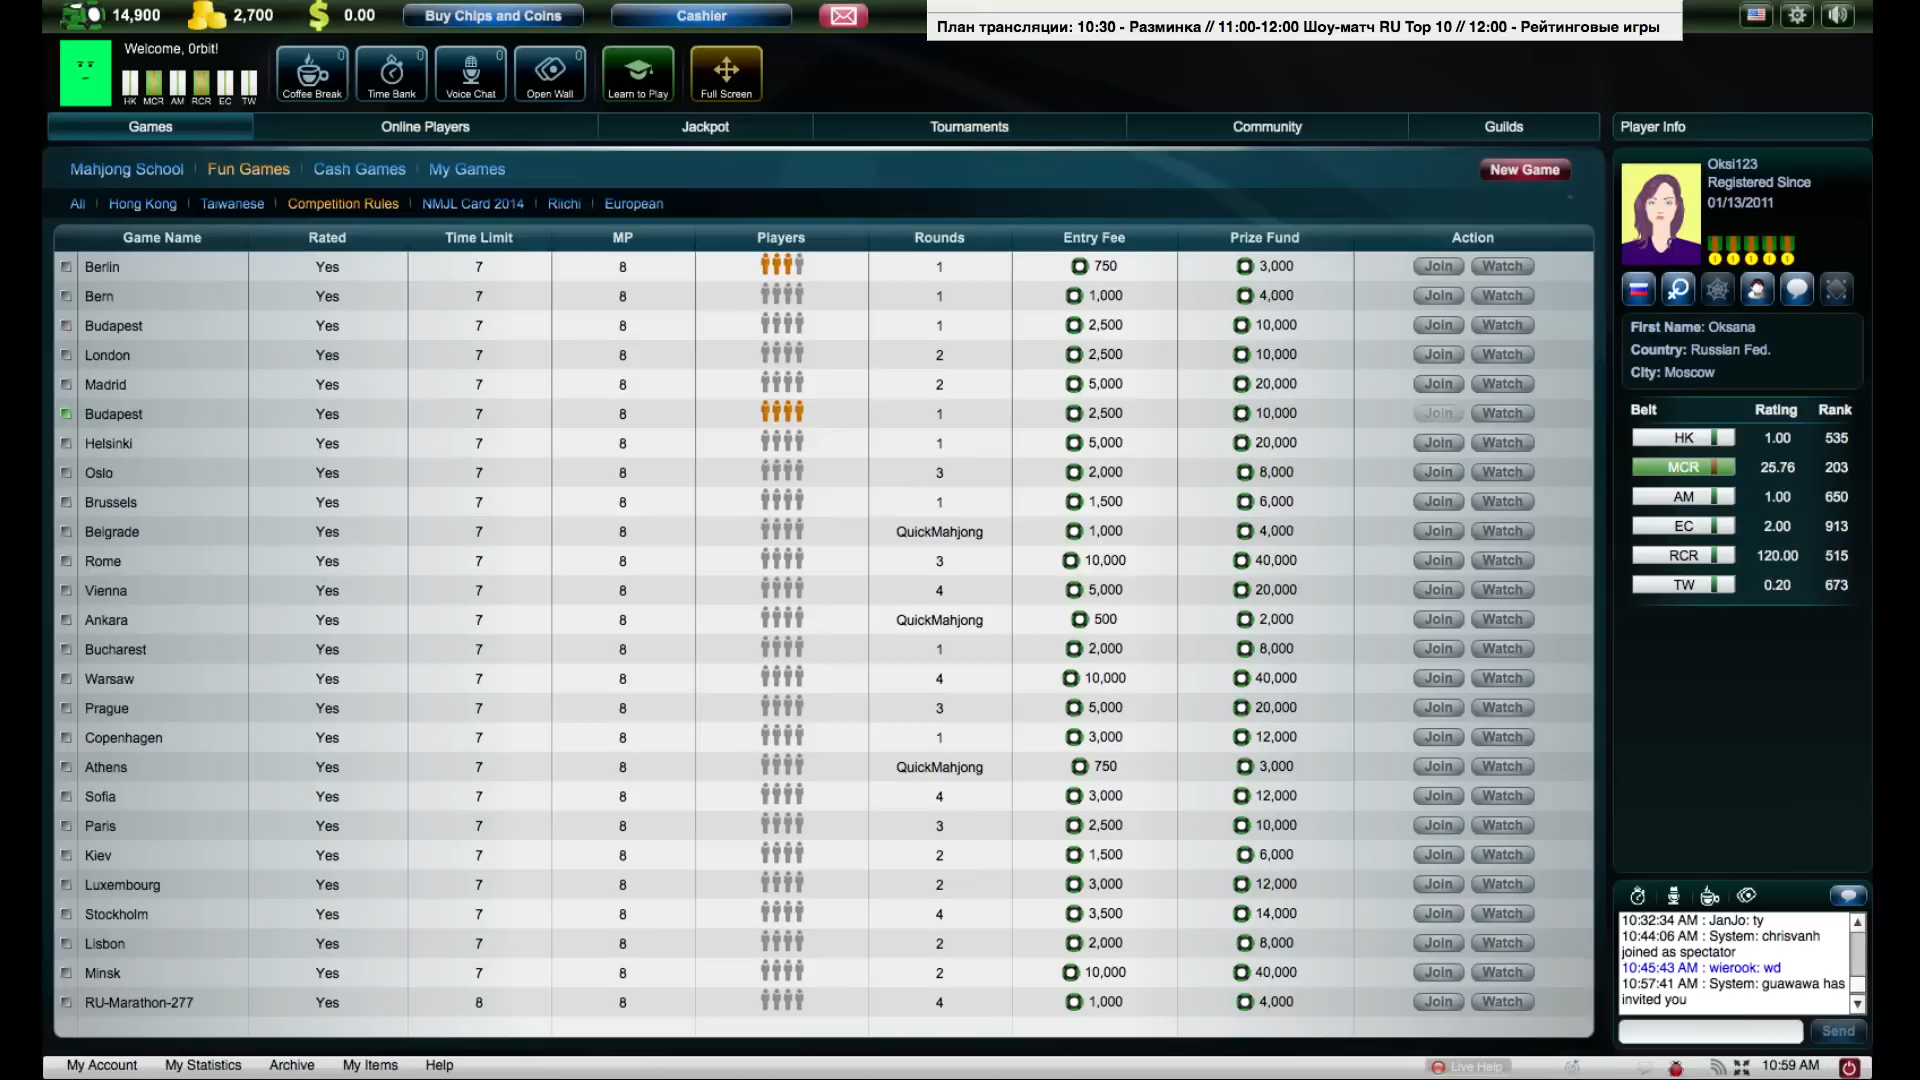 14,900 2,700 0.00 Buy Chips and Coins Cashier
План трансляции: 10:30 - Разминка // 11:00-12:00 Шоу-матч RU Top 10 // 12:00 - Рейтинговые игры
Welcome, 0rbit!
HK MCR AM RCR EC TW
0 Coffee Break 0 Time Bank 0 Voice Chat 0 Open Wall Learn to Play Full Screen
Games Online Players Jackpot Tournaments Community Guilds Player Info
Mahjong School Fun Games Cash Games My Games New Game
All Hong Kong Taiwanese Competition Rules NMJL Card 2014 Riichi European
Game Name Rated Time Limit MP Players Rounds Entry Fee Prize Fund Action
Berlin Yes 7 8 1 750 3,000 Join Watch
Bern Yes 7 8 1 1,000 4,000 Join Watch
Budapest Yes 7 8 1 2,500 10,000 Join Watch
London Yes 7 8 2 2,500 10,000 Join Watch
Madrid Yes 7 8 2 5,000 20,000 Join Watch
Budapest Yes 7 8 1 2,500 10,000 Join Watch
Helsinki Yes 7 8 1 5,000 20,000 Join Watch
Oslo Yes 7 8 3 2,000 8,000 Join Watch
Brussels Yes 7 8 1 1,500 6,000 Join Watch
Belgrade Yes 7 8 QuickMahjong 1,000 4,000 Join Watch
Rome Yes 7 8 3 10,000 40,000 Join Watch
Vienna Yes 7 8 4 5,000 20,000 Join Watch
Ankara Yes 7 8 QuickMahjong 500 2,000 Join Watch
Bucharest Yes 7 8 1 2,000 8,000 Join Watch
Warsaw Yes 7 8 4 10,000 40,000 Join Watch
Prague Yes 7 8 3 5,000 20,000 Join Watch
Copenhagen Yes 7 8 1 3,000 12,000 Join Watch
Athens Yes 7 8 QuickMahjong 750 3,000 Join Watch
Sofia Yes 7 8 4 3,000 12,000 Join Watch
Paris Yes 7 8 3 2,500 10,000 Join Watch
Kiev Yes 7 8 2 1,500 6,000 Join Watch
Luxembourg Yes 7 8 2 3,000 12,000 Join Watch
Stockholm Yes 7 8 4 3,500 14,000 Join Watch
Lisbon Yes 7 8 2 2,000 8,000 Join Watch
Minsk Yes 7 8 2 10,000 40,000 Join Watch
RU-Marathon-277 Yes 8 8 4 1,000 4,000 Join Watch
Oksi123
Registered Since
01/13/2011
First Name: Oksana
Country: Russian Fed.
City: Moscow
Belt Rating Rank
HK 1.00 535
MCR 25.76 203
AM 1.00 650
EC 2.00 913
RCR 120.00 515
TW 0.20 673
10:32:34 AM : JanJo: ty
10:44:06 AM : System: chrisvanh
joined as spectator
10:45:43 AM : wierook: wd
10:57:41 AM : System: guawawa has
invited you
Send
My Account My Statistics Archive My Items Help Live Help 10:59 AM